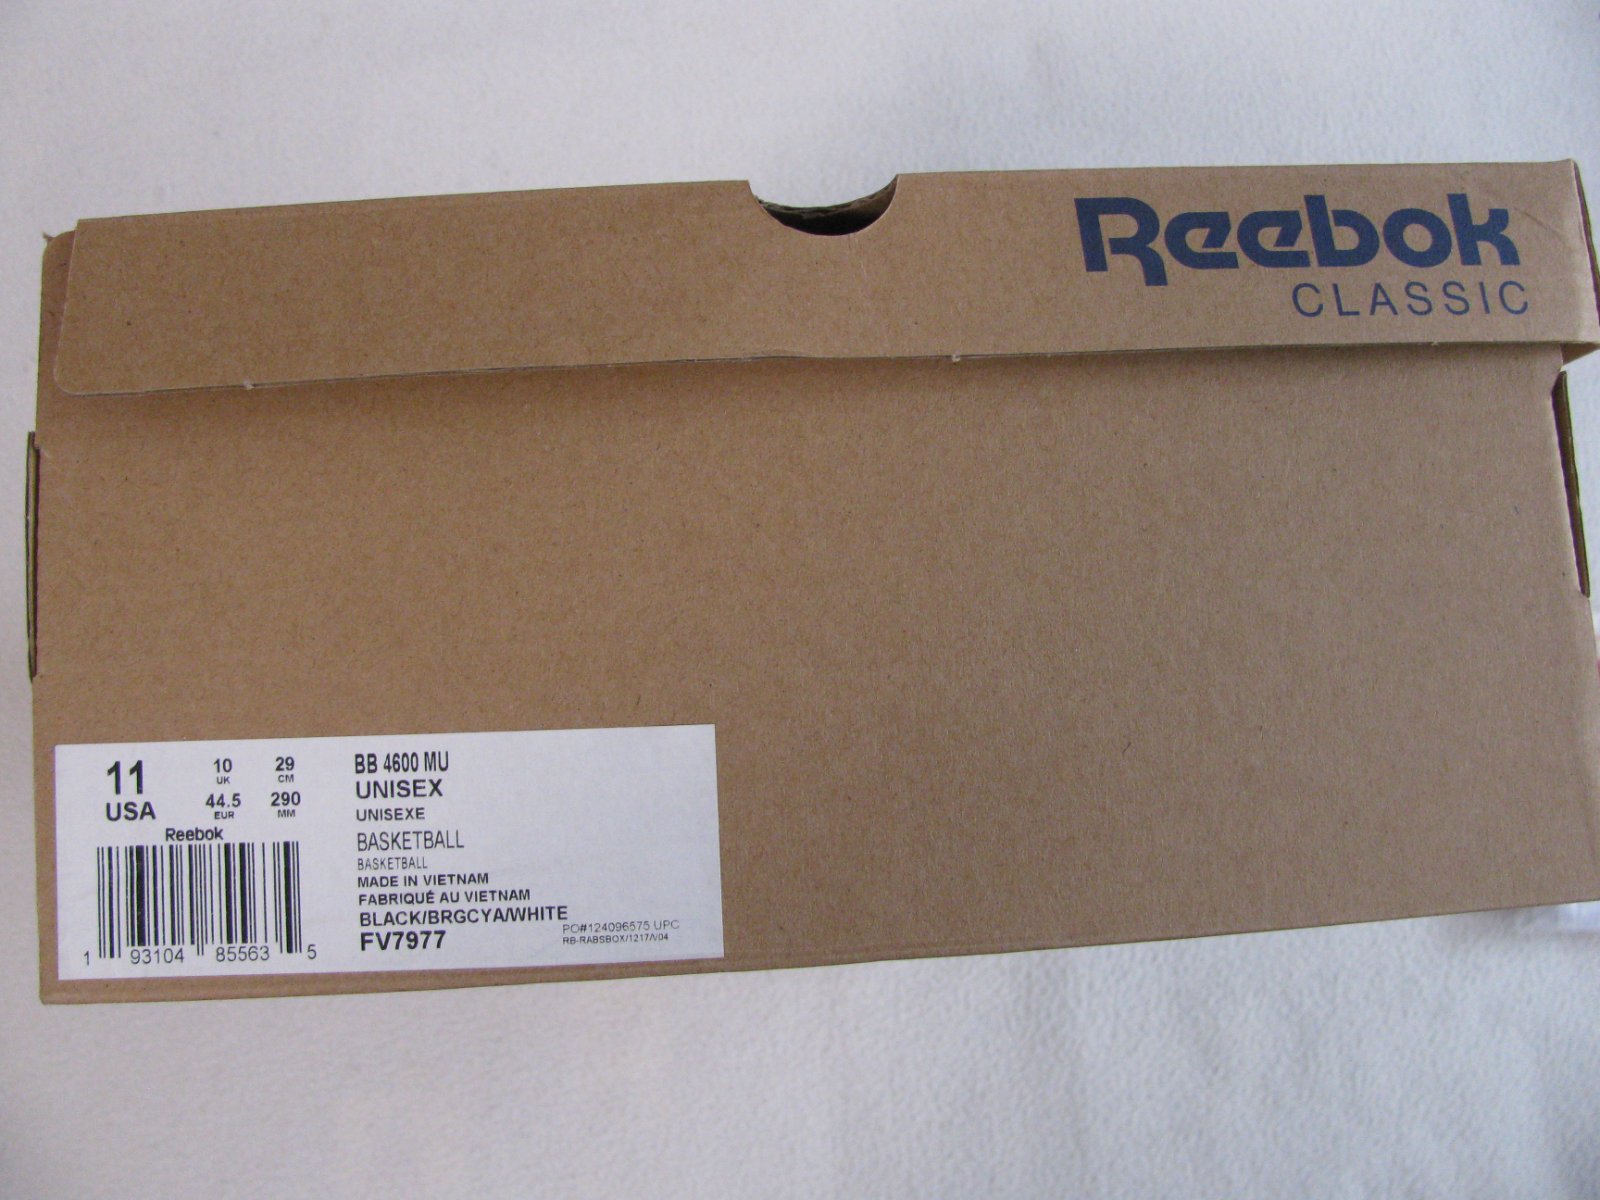 Reebok
CLASSIC
11
USA
10
UK
44.5
EUR
29
CM
290
MM
Reebok
1 93104 85563 5
BB 4600 MU
UNISEX
UNISEXE
BASKETBALL
BASKETBALL
MADE IN VIETNAM
FABRIQUÉ AU VIETNAM
BLACK/BRGCYA/WHITE
FV7977
PO#124096575 UPC
RB-RABSBOX/1217/V04